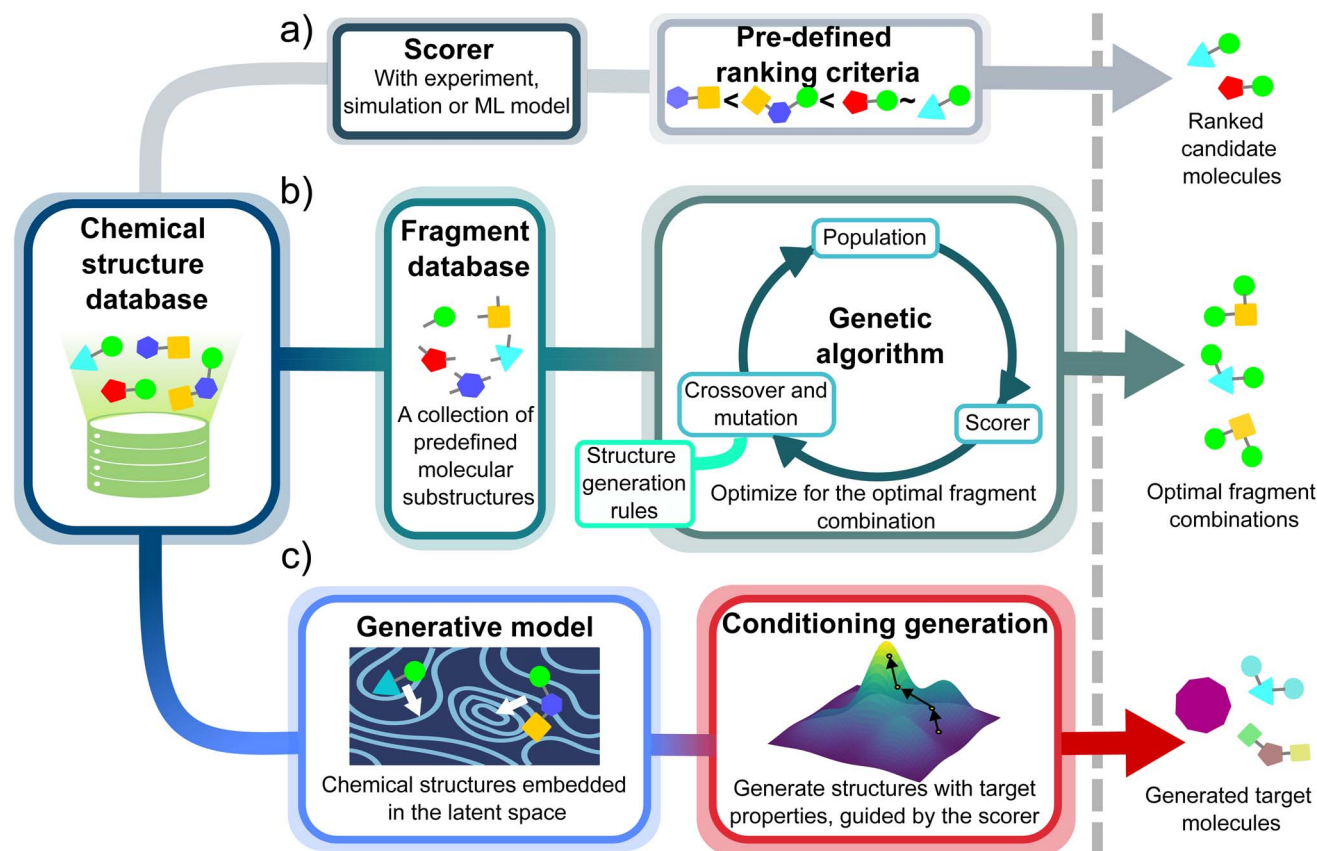 a)
Scorer
With experiment,
simulation or ML model
Pre-defined
ranking criteria
< < ~
Ranked
candidate
molecules
b)
Chemical
structure
database
Fragment
database
A collection of
predefined
molecular
substructures
Population
Genetic
algorithm
Crossover and
mutation
Scorer
Structure
generation
rules
Optimize for the optimal fragment
combination
Optimal fragment
combinations
c)
Generative model
Chemical structures embedded
in the latent space
Conditioning generation
Generate structures with target
properties, guided by the scorer
Generated target
molecules